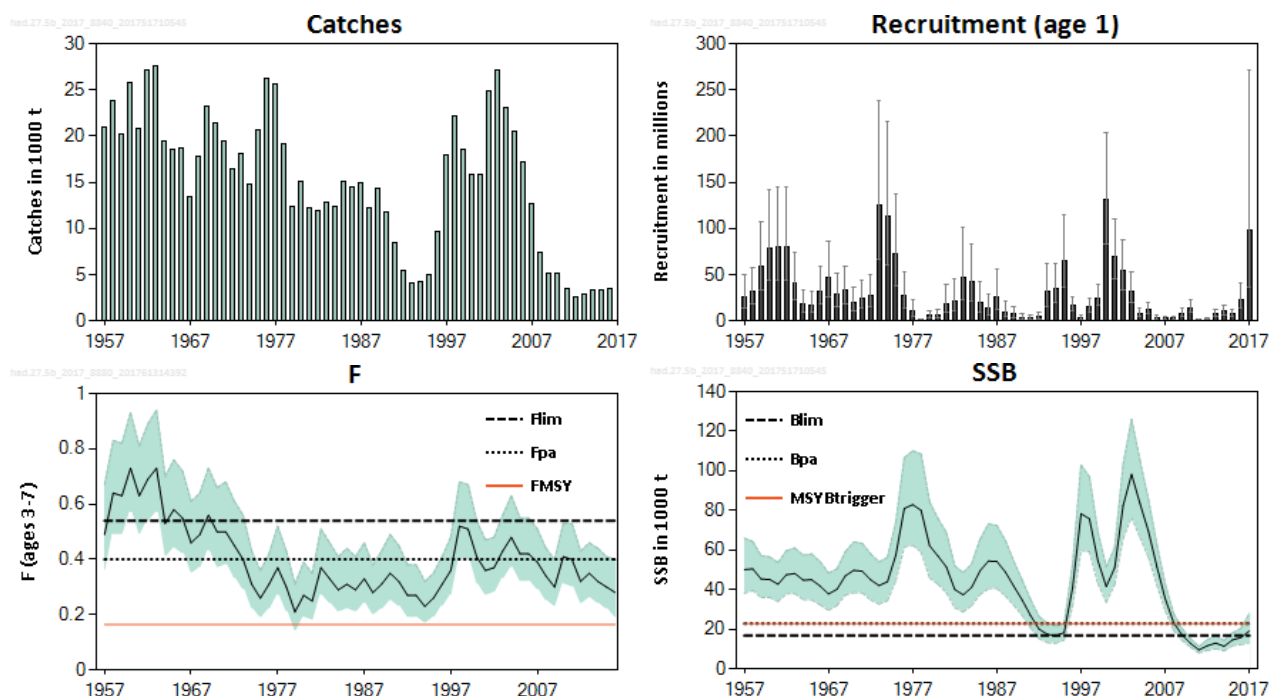 had.27.5b_2017_8840_201751710545
Catches
Catches in 1000 t
30
25
20
15
10
5
0
1957 1967 1977 1987 1997 2007 2017
had.27.5b_2017_8840_201751710545
Recruitment (age 1)
Recruitment in millions
300
250
200
150
100
50
0
1957 1967 1977 1987 1997 2007 2017
had.27.5b_2017_8880_201761314392
F
F (ages 3-7)
1
0.8
0.6
0.4
0.2
0
Flim
Fpa
FMSY
1957 1967 1977 1987 1997 2007
had.27.5b_2017_8840_201751710545
SSB
SSB in 1000 t
140
120
100
80
60
40
20
0
Blim
Bpa
MSYBtrigger
1957 1967 1977 1987 1997 2007 2017